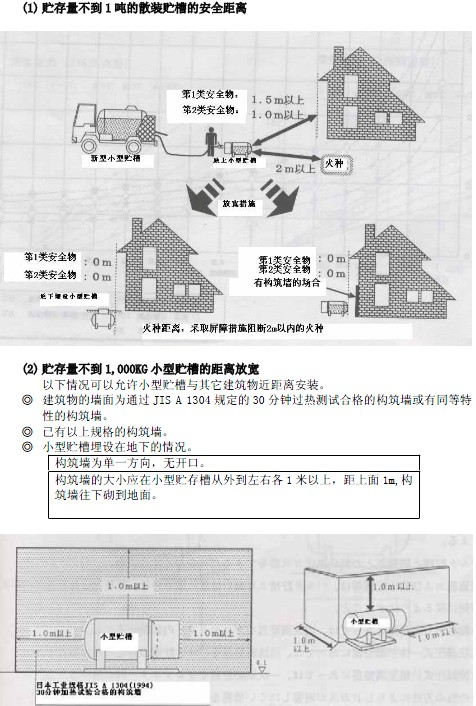 (1) 贮存量不到1吨的散装贮槽的安全距离
第1类安全物：
1.5m以上
第2类安全物：
1.0m以上
新型小型贮槽
地上小型贮槽
火种
2m以上
放宽措施
第1类安全物 : 0m
第2类安全物 : 0m
地下埋设小型贮槽
第1类安全物 : 0m
第2类安全物 : 0m
有构筑墙的场合
火种距离，采取屏障措施阻断2m以内的火种
(2) 贮存量不到1,000KG小型贮槽的距离放宽
以下情况可以允许小型贮槽与其它建筑物近距离安装。
◎ 建筑物的墙面为通过 JIS A 1304 规定的30分钟过热测试合格的构筑墙或有同等特
性的构筑墙。
◎ 已有以上规格的构筑墙。
◎ 小型贮槽埋设在地下的情况。
构筑墙为单一方向，无开口。
构筑墙的大小应在小型贮存槽从外到左右各1米以上，距上面1m,构
筑墙往下砌到地面。
1.0m以上
1.0m以上
小型贮槽
1.0m以上
1.0m以上
小型贮槽
1.0m
以上
1.0m以上
日本工业规格JIS A 1304(1994)
30分钟加热试验合格的构筑墙